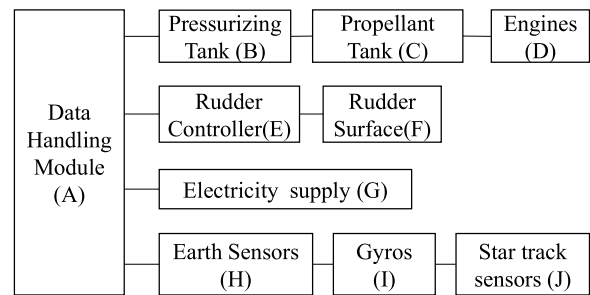 Data
Handling
Module
(A)
Pressurizing
Tank (B)
Propellant
Tank (C)
Engines
(D)
Rudder
Controller(E)
Rudder
Surface(F)
Electricity supply (G)
Earth Sensors
(H)
Gyros
(I)
Star track
sensors (J)